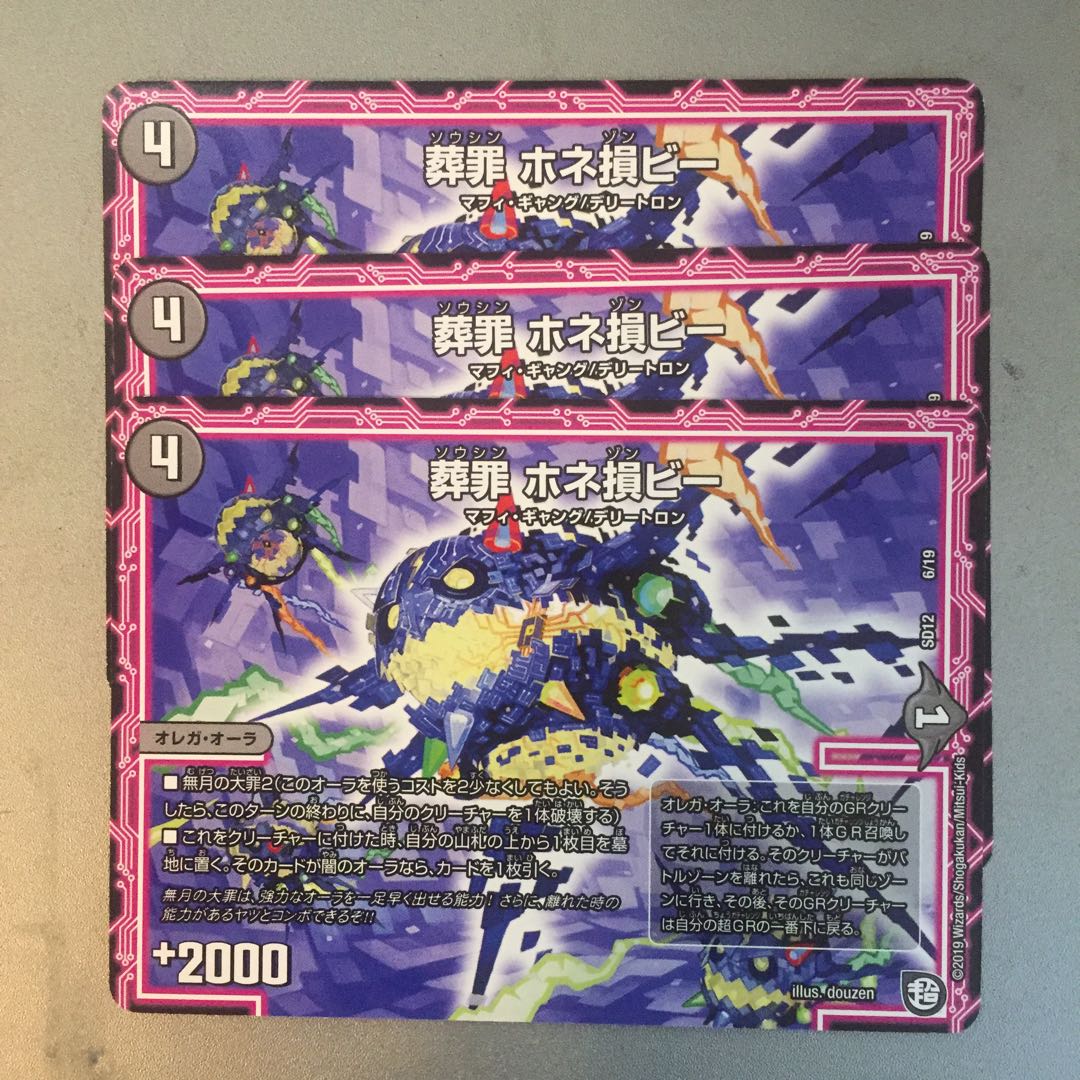 4
ソウシン ゾン
葬罪 ホネ損ビー
マフィ・ギャング/デリートロン
9
4
ソウシン ゾン
葬罪 ホネ損ビー
マフィ・ギャング/デリートロン
9
4
ソウシン ゾン
葬罪 ホネ損ビー
マフィ・ギャング/デリートロン
SD12 6/19
1
オレガ・オーラ
■無月の大罪2(このオーラを使うコストを2少なくしてもよい。そう
したら、このターンの終わりに、自分のクリーチャーを1体破壊する)
■これをクリーチャーに付けた時、自分の山札の上から1枚目を墓
地に置く。そのカードが闇のオーラなら、カードを1枚引く。
無月の大罪は、強力なオーラを一足早く出せる能力!さらに、離れた時の
能力があるヤツとコンボできるぞ!!
+2000
オレガ・オーラ:これを自分のGRクリー
チャー1体に付けるか、1体GR召喚し
てそれに付ける。そのクリーチャーがバ
トルゾーンを離れたら、これも同じゾー
ンに行き、その後、そのGRクリーチャー
は自分の超GRの一番下に戻る。
illus. douzen
超
©2019 Wizards/Shogakukan/Mitsui-Kids